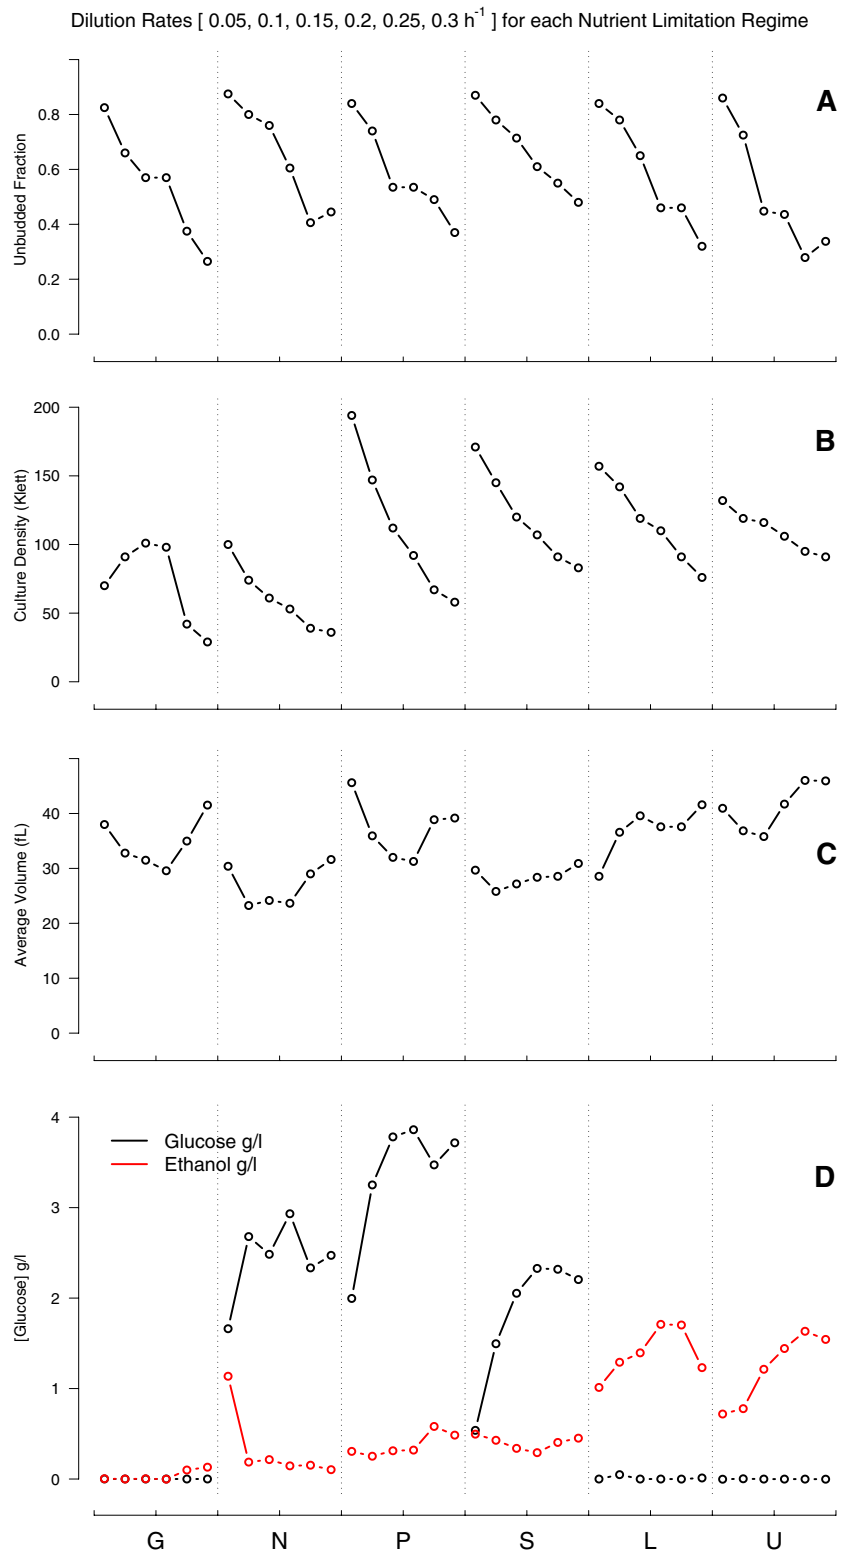 Dilution Rates [ 0.05, 0.1, 0.15, 0.2, 0.25, 0.3 h-1 ] for each Nutrient Limitation Regime
A
Unbudded Fraction
0.8
0.6
0.4
0.2
0.0
B
Culture Density (Klett)
200
150
100
50
0
C
Average Volume (fL)
40
30
20
10
0
D
[Glucose] g/l
4
3
2
1
0
Glucose g/l
Ethanol g/l
G N P S L U